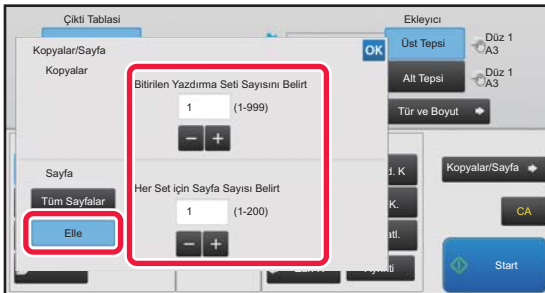 Çikti Tablasi
Ekleyıcı
Kopyalar/Sayfa
OK
Üst Tepsi
Düz 1
A3
Kopyalar
Bitirilen Yazdırma Seti Sayısını Belirt
Alt Tepsi
Düz 1
A3
1 (1-999)
Tür ve Boyut
- +
Sayfa
Her Set için Sayfa Sayısı Belirt
d. K
Kopyalar/Sayfa
Tüm Sayfalar
1 (1-200)
K.
CA
Elle
atl.
- +
Start